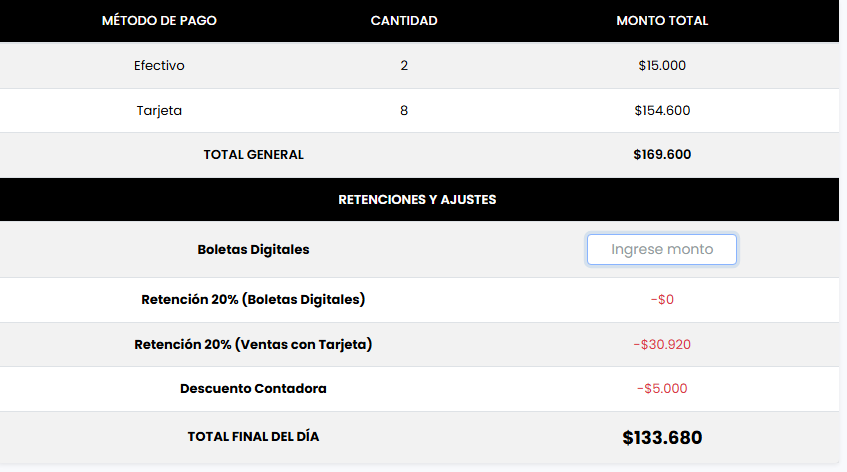 MÉTODO DE PAGO CANTIDAD MONTO TOTAL
Efectivo 2 $15.000
Tarjeta 8 $154.600
TOTAL GENERAL $169.600
RETENCIONES Y AJUSTES
Boletas Digitales Ingrese monto
Retención 20% (Boletas Digitales) -$0
Retención 20% (Ventas con Tarjeta) -$30.920
Descuento Contadora -$5.000
TOTAL FINAL DEL DÍA $133.680